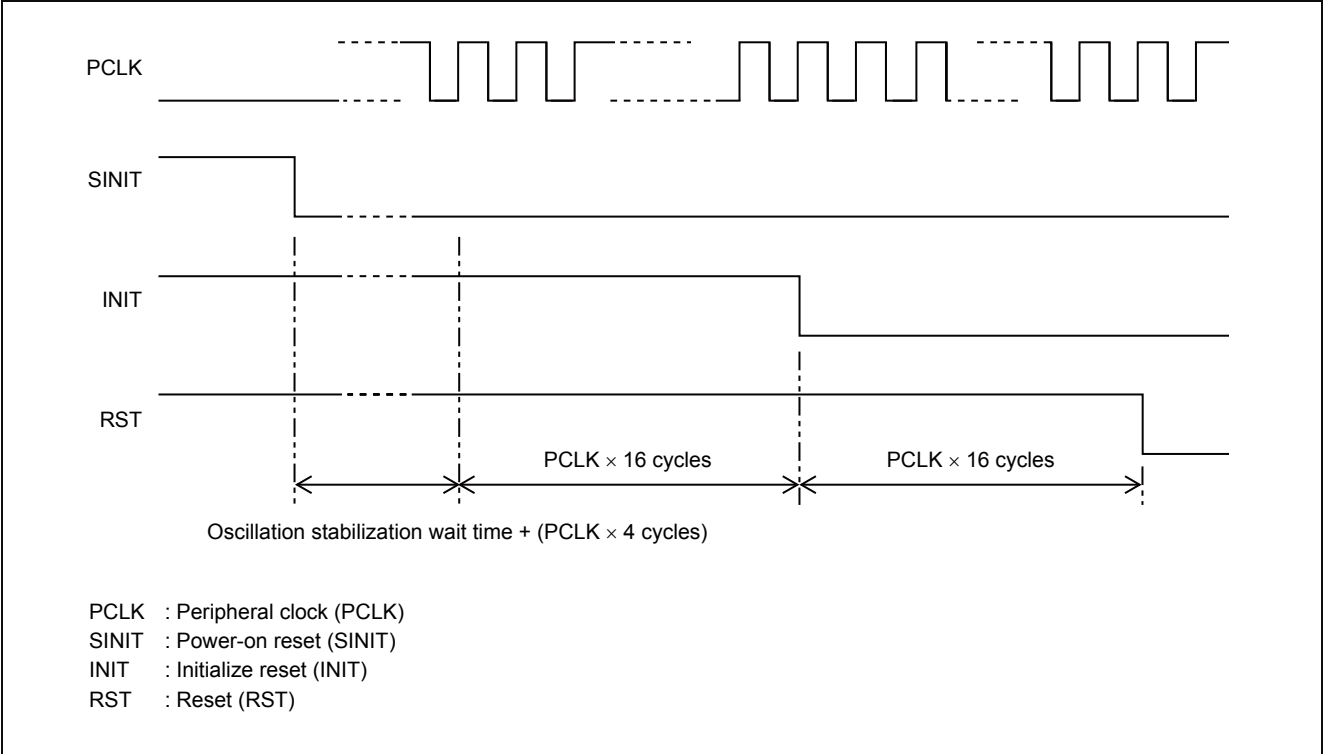 PCLK
SINIT
INIT
RST
PCLK × 16 cycles
PCLK × 16 cycles
Oscillation stabilization wait time + (PCLK × 4 cycles)
PCLK : Peripheral clock (PCLK)
SINIT : Power-on reset (SINIT)
INIT : Initialize reset (INIT)
RST : Reset (RST)